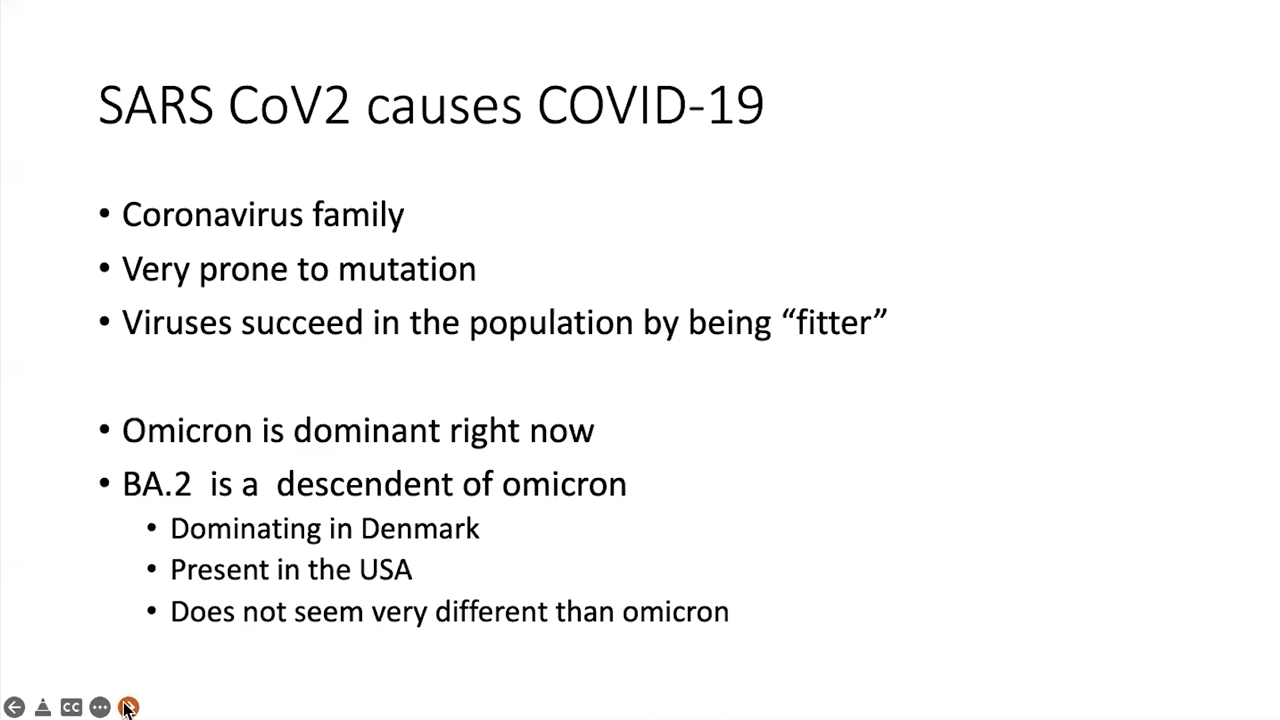 SARS CoV2 causes COVID-19
• Coronavirus family
• Very prone to mutation
• Viruses succeed in the population by being “fitter”
• Omicron is dominant right now
• BA.2  is a  descendent of omicron
• Dominating in Denmark
• Present in the USA
• Does not seem very different than omicron
CC